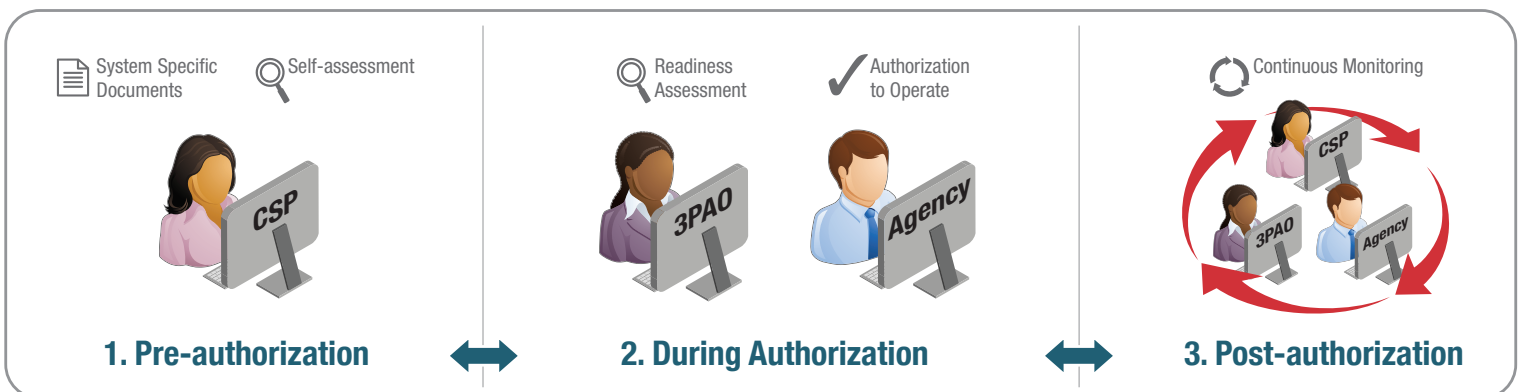 System Specific
Documents
Self-assessment
CSP
1. Pre-authorization
Readiness
Assessment
Authorization
to Operate
3PAO
Agency
2. During Authorization
Continuous Monitoring
CSP
3PAO
Agency
3. Post-authorization